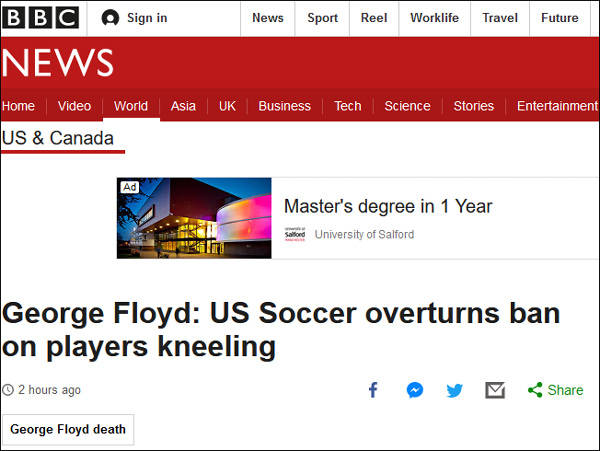 BBC Sign in News Sport Reel Worklife Travel Future
NEWS
Home Video World Asia UK Business Tech Science Stories Entertainment
US & Canada
Ad
Master's degree in 1 Year
University of Salford MANCHESTER University of Salford
George Floyd: US Soccer overturns ban
on players kneeling
2 hours ago Share
George Floyd death